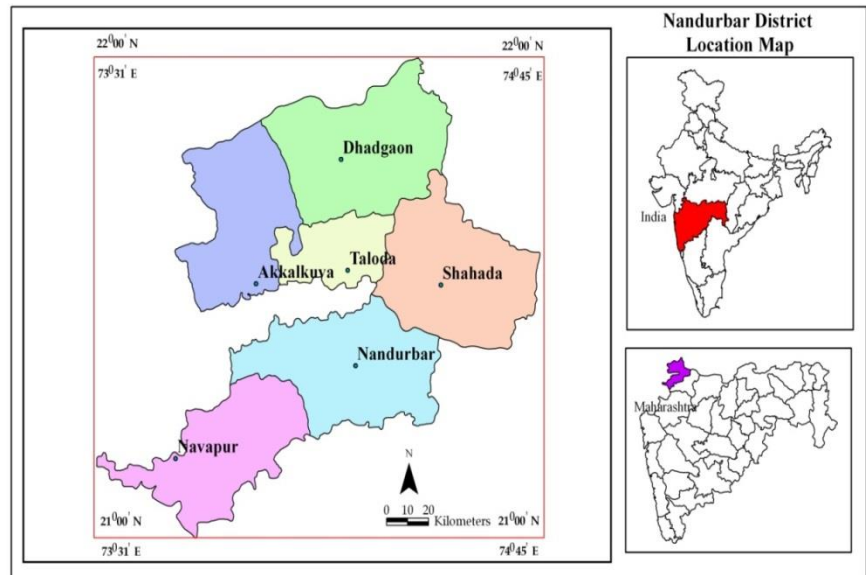 Nandurbar District
Location Map
22⁰00' N
73⁰31' E
22⁰00' N
74⁰45' E
Dhadgaon
Akkalkuva
Taloda
Shahada
Nandurbar
Navapur
N
0 10 20
Kilometers
21⁰00' N
73⁰31' E
21⁰00' N
74⁰45' E
India
Maharashtra